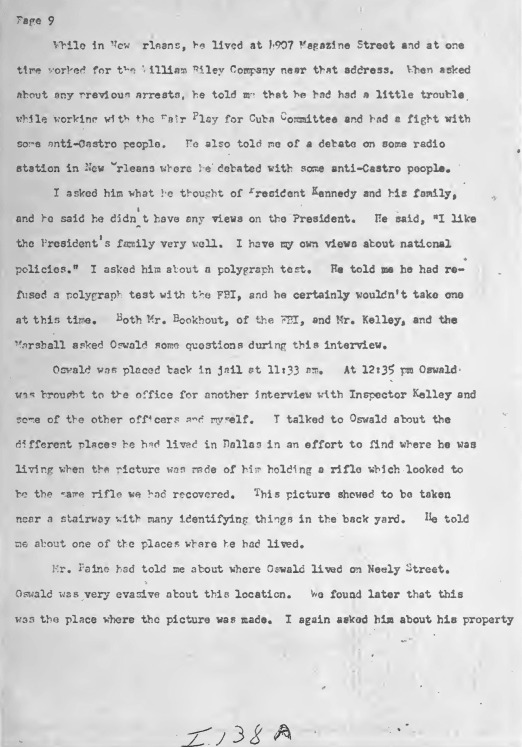 Page 9
While in New Orleans, he lived at 4907 Magazine Street and at one
time worked for the William Riley Company near that address. When asked
about any previous arrests, he told me that he had had a little trouble
while working with the Fair Play for Cuba Committee and had a fight with
some anti-Castro people. He also told me of a debate on some radio
station in New Orleans where he debated with some anti-Castro people.
I asked him what he thought of President Kennedy and his family,
and he said he didn't have any views on the President. He said, "I like
the President's family very well. I have my own views about national
policies." I asked him about a polygraph test. He told me he had re-
fused a polygraph test with the FBI, and he certainly wouldn't take one
at this time. Both Mr. Bookhout, of the FBI, and Mr. Kelley, and the
Marshall asked Oswald some questions during this interview.
Oswald was placed back in jail at 11:33 am. At 12:35 pm Oswald
was brought to the office for another interview with Inspector Kelley and
some of the other officers and myself. I talked to Oswald about the
different places he had lived in Dallas in an effort to find where he was
living when the picture was made of him holding a rifle which looked to
be the same rifle we had recovered. This picture showed to be taken
near a stairway with many identifying things in the back yard. He told
me about one of the places where he had lived.
Mr. Paine had told me about where Oswald lived on Neely Street.
Oswald was very evasive about this location. We found later that this
was the place where the picture was made. I again asked him about his property
I.138 A